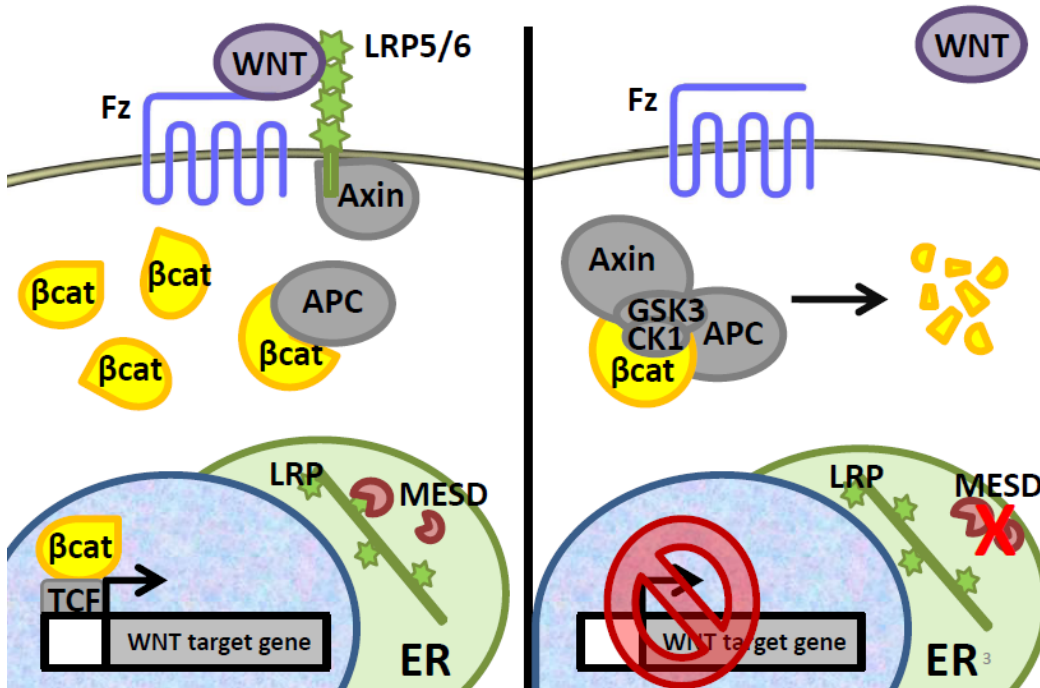 WNT
LRP5/6
Fz
Axin
βcat
βcat
βcat
APC
βcat
LRP
MESD
βcat
TCF
WNT target gene
ER
WNT
Fz
Axin
GSK3
CK1
APC
βcat
LRP
MESD
X
WNT target gene
ER
3